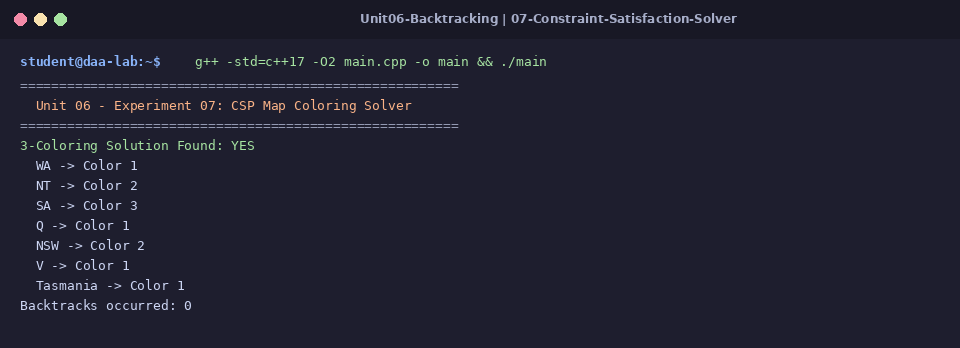 Unit06-Backtracking | 07-Constraint-Satisfaction-Solver
student@daa-lab:~$ g++ -std=c++17 -O2 main.cpp -o main && ./main
========================================================
  Unit 06 - Experiment 07: CSP Map Coloring Solver
========================================================
3-Coloring Solution Found: YES
  WA -> Color 1
  NT -> Color 2
  SA -> Color 3
  Q -> Color 1
  NSW -> Color 2
  V -> Color 1
  Tasmania -> Color 1
Backtracks occurred: 0